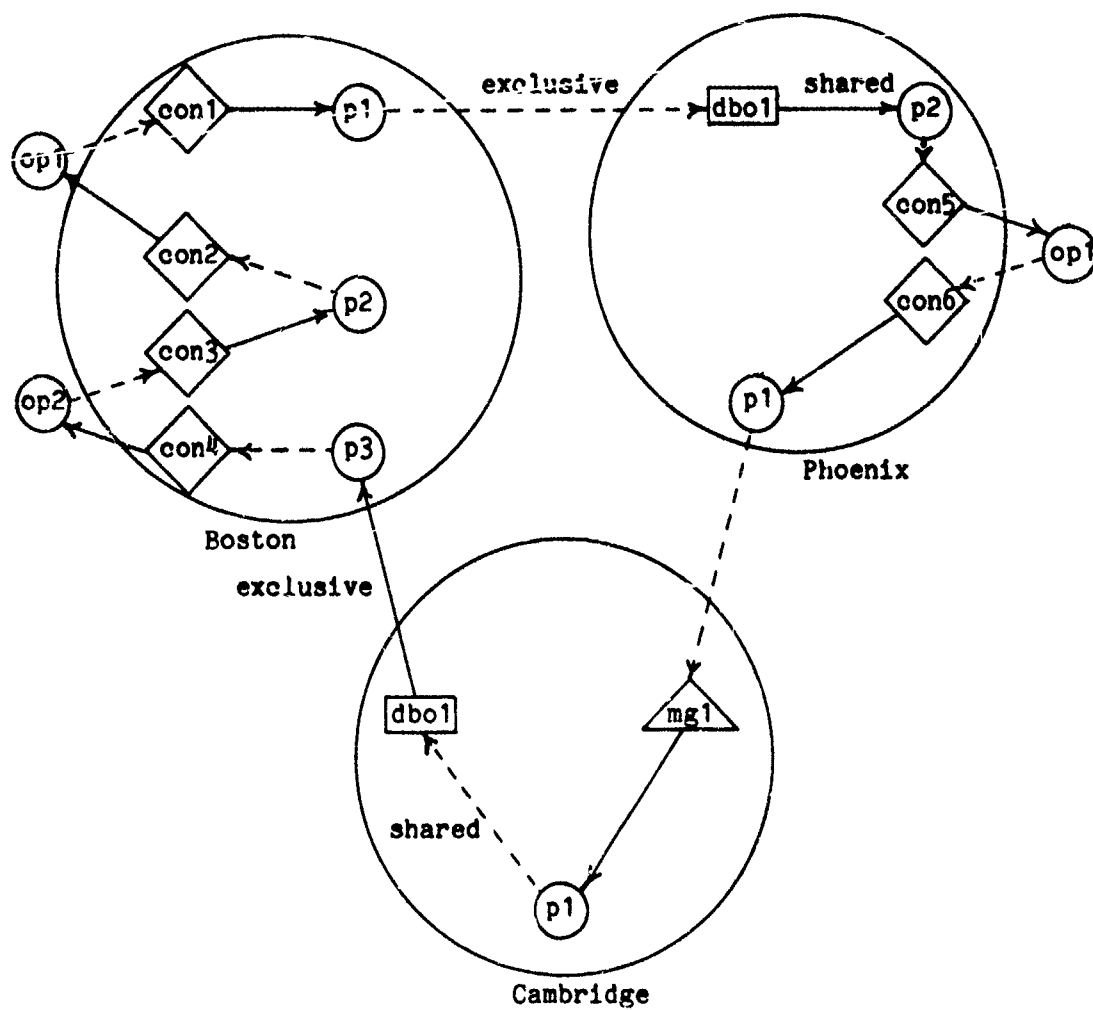 exclusive
shared
con1
p1
dbo1
p2
op1
con5
con2
op1
p2
con6
con3
op2
p1
con4
p3
Phoenix
Boston
exclusive
dbo1
mg1
shared
p1
Cambridge